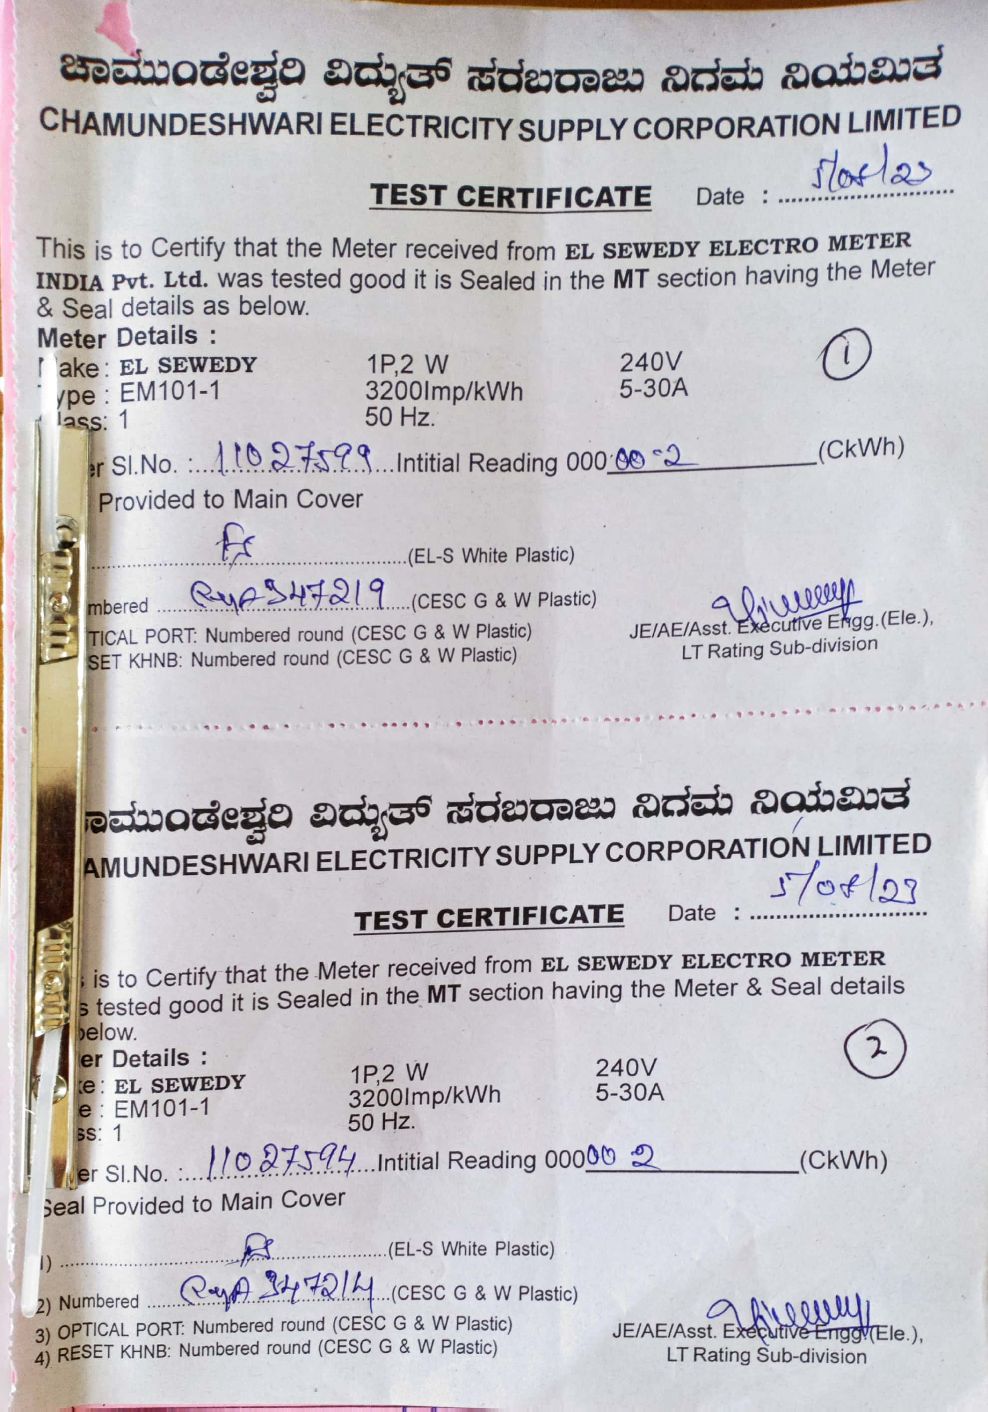 ಚಾಮುಂಡೇಶ್ವರಿ ವಿದ್ಯುತ್ ಸರಬರಾಜು ನಿಗಮ ನಿಯಮಿತ
CHAMUNDESHWARI ELECTRICITY SUPPLY CORPORATION LIMITED
TEST CERTIFICATE Date : 5/08/23
This is to Certify that the Meter received from EL SEWEDY ELECTRO METER
INDIA Pvt. Ltd. was tested good it is Sealed in the MT section having the Meter
& Seal details as below.
Meter Details :
ake : EL SEWEDY 1P,2 W 240V 1
ype : EM101-1 3200Imp/kWh 5-30A
lass: 1 50 Hz.
er Sl.No. : 11027599 Intitial Reading 000 00-2 (CkWh)
Provided to Main Cover
(EL-S White Plastic)
mbered 347219 (CESC G & W Plastic)
TICAL PORT: Numbered round (CESC G & W Plastic)
SET KHNB: Numbered round (CESC G & W Plastic)
JE/AE/Asst. Executive Engg.(Ele.),
LT Rating Sub-division
ಾಮುಂಡೇಶ್ವರಿ ವಿದ್ಯುತ್ ಸರಬರಾಜು ನಿಗಮ ನಿಯಮಿತ
AMUNDESHWARI ELECTRICITY SUPPLY CORPORATION LIMITED
TEST CERTIFICATE Date : 5/08/23
is to Certify that the Meter received from EL SEWEDY ELECTRO METER
s tested good it is Sealed in the MT section having the Meter & Seal details
below.
er Details :
ke : EL SEWEDY 1P,2 W 240V 2
e : EM101-1 3200Imp/kWh 5-30A
ss: 1 50 Hz.
er Sl.No. : 11027594 Intitial Reading 000 00 2 (CkWh)
Seal Provided to Main Cover
1) (EL-S White Plastic)
2) Numbered 347214 (CESC G & W Plastic)
3) OPTICAL PORT: Numbered round (CESC G & W Plastic)
4) RESET KHNB: Numbered round (CESC G & W Plastic)
JE/AE/Asst. Executive Engg.(Ele.),
LT Rating Sub-division